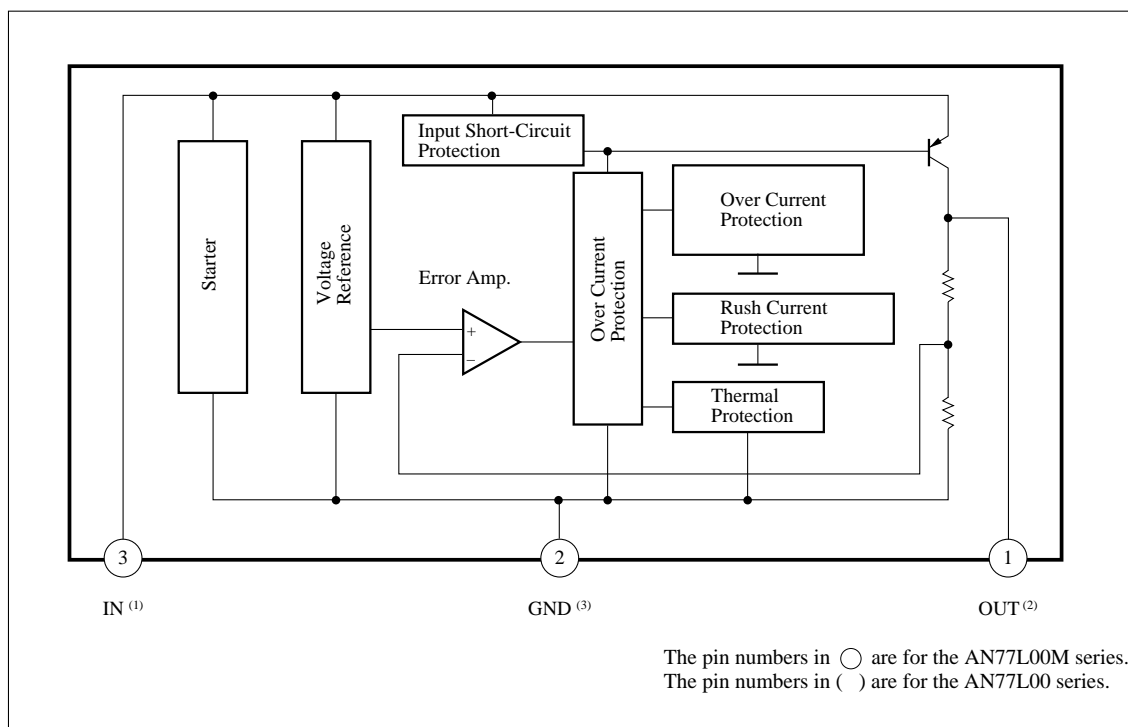 Input Short-Circuit
Protection
Over Current
Protection
Starter
Voltage
Reference
Error Amp.
+
−
Over Current
Protection
Rush Current
Protection
Thermal
Protection
3
2
1
IN (1)
GND (3)
OUT (2)
The pin numbers in ◯ are for the AN77L00M series.
The pin numbers in ( ) are for the AN77L00 series.